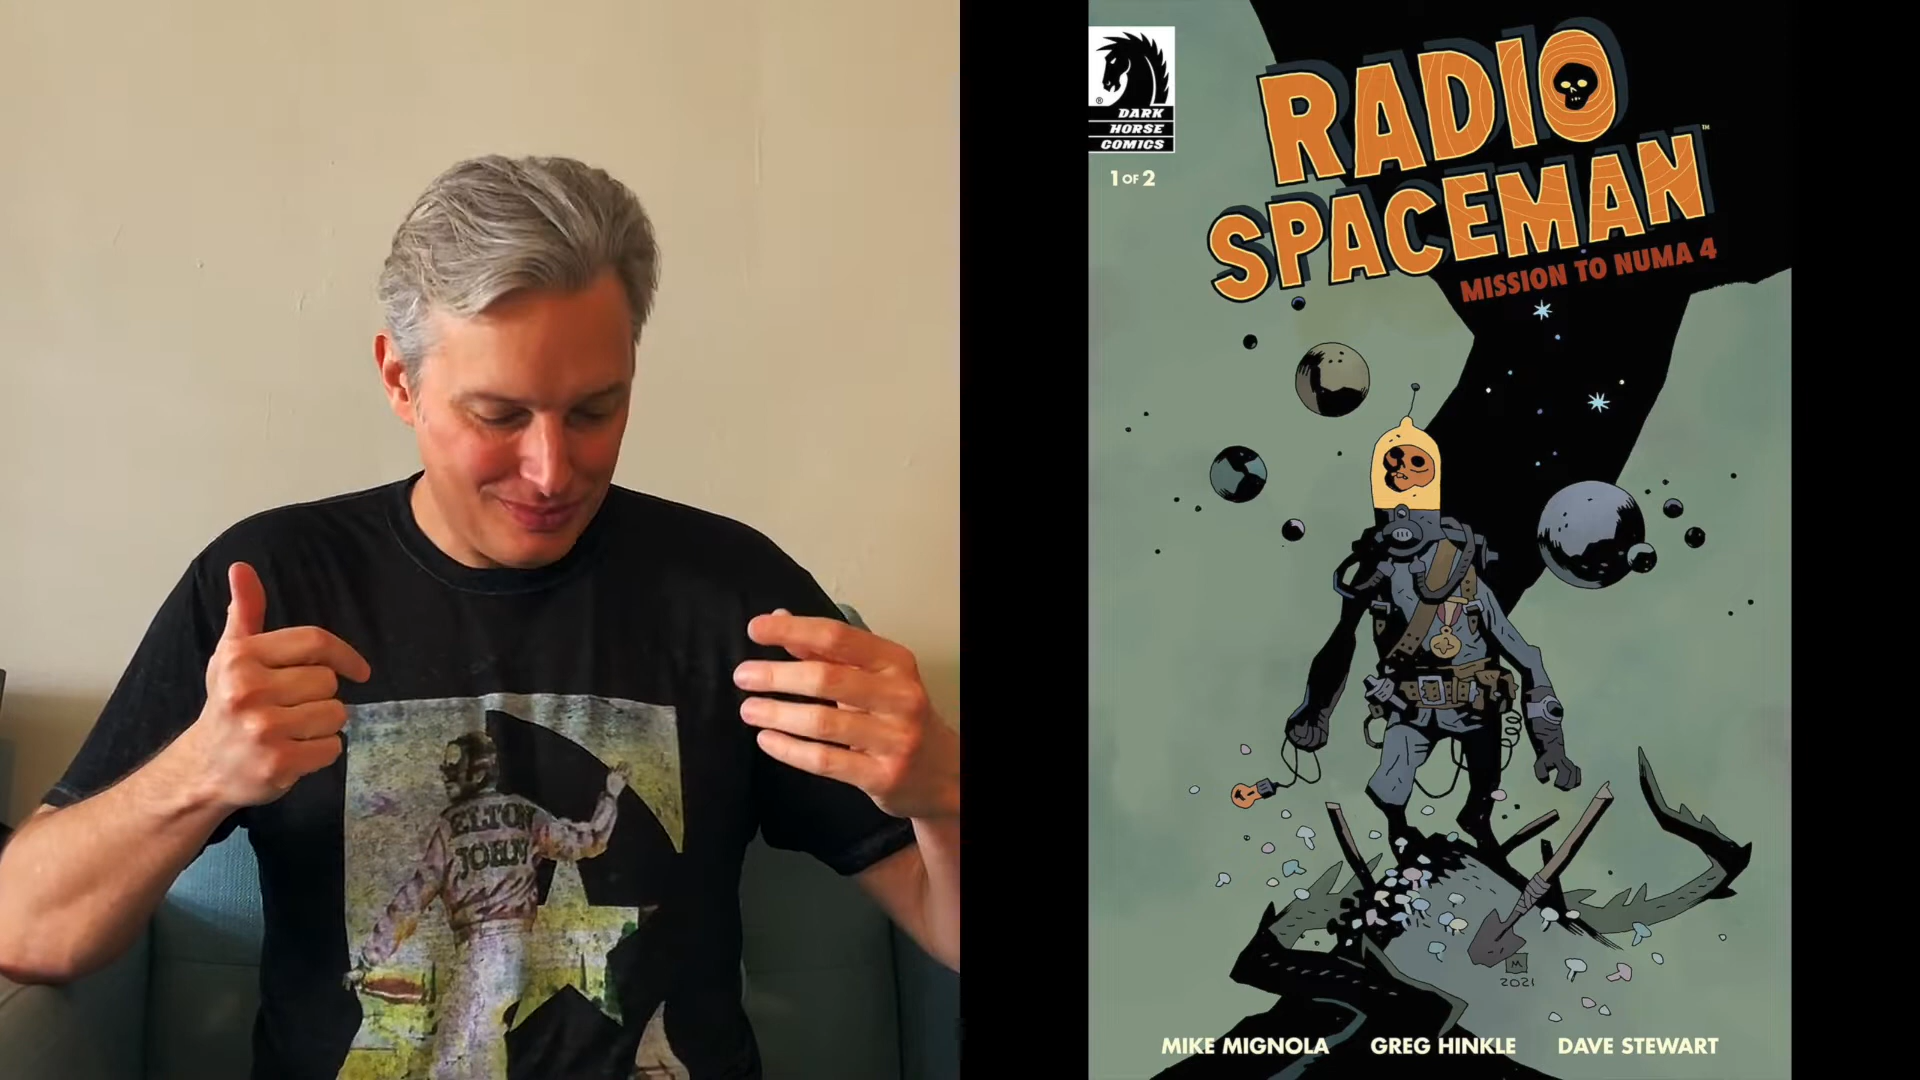 ELTON
JOHN
DARK
HORSE
COMICS
®
1 OF 2
RADIO
SPACEMAN
™
MISSION TO NUMA 4
M
2021
MIKE MIGNOLA GREG HINKLE DAVE STEWART